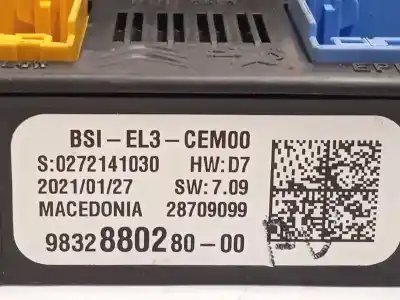 BSI-EL3-CEM00
S:0272141030 HW:D7
2021/01/27 SW:7.09
MACEDONIA 28709099
9832880280-00